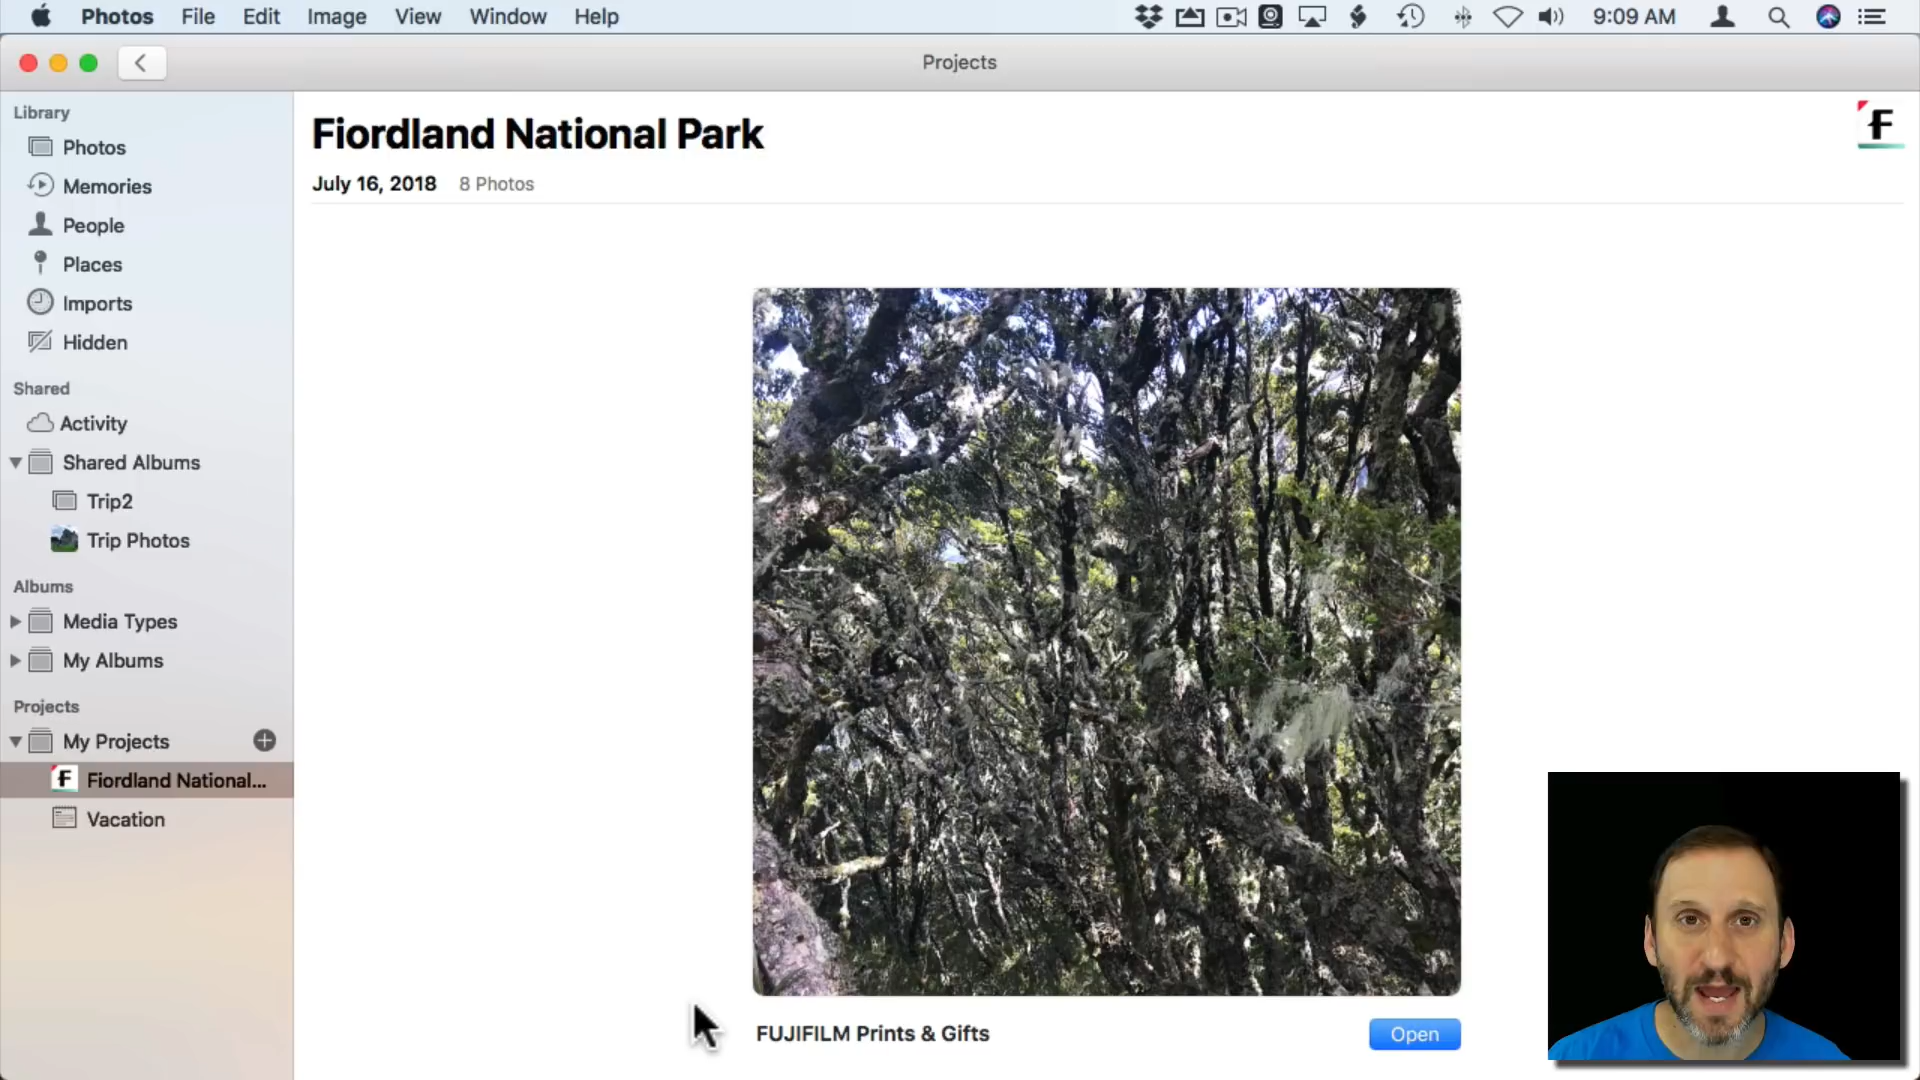 Photos File Edit Image View Window Help 9:09 AM
Projects
Library
Photos
Memories
People
Places
Imports
Hidden
Shared
Activity
Shared Albums
Trip2
Trip Photos
Albums
Media Types
My Albums
Projects
My Projects
F Fiordland National...
Vacation
Fiordland National Park
F
July 16, 2018 8 Photos
FUJIFILM Prints & Gifts
Open